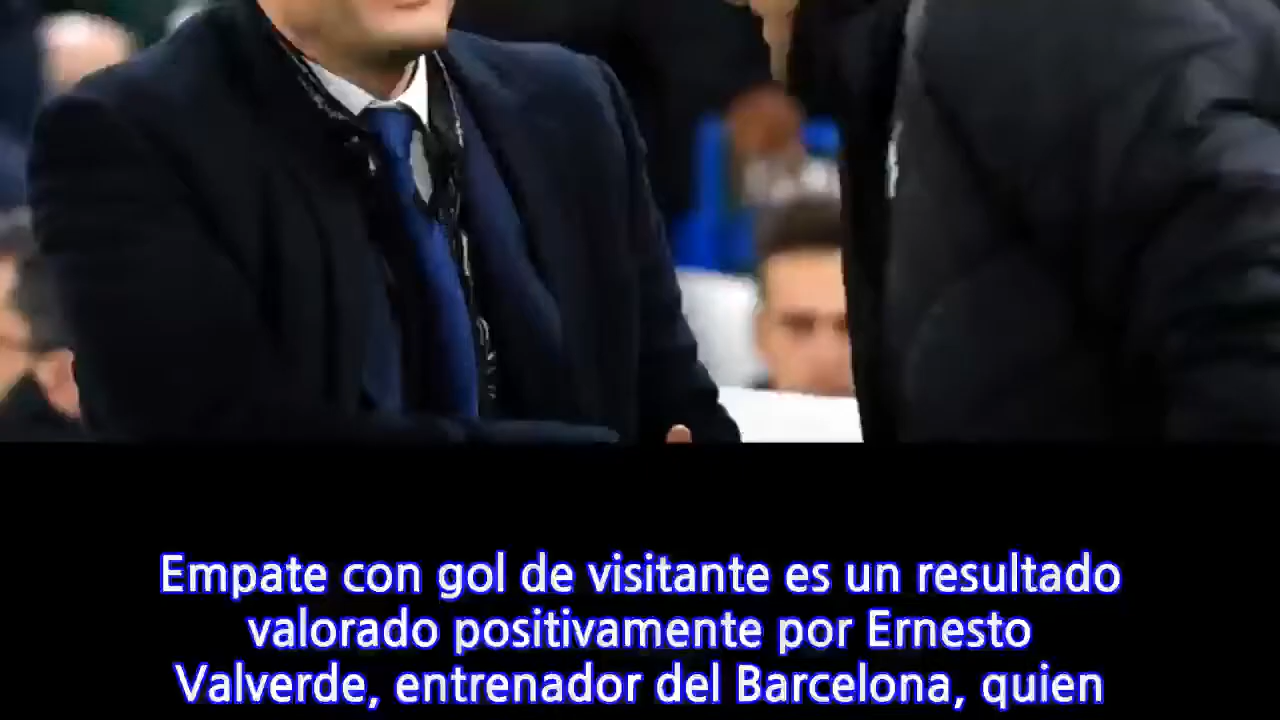 Empate con gol de visitante es un resultado
valorado positivamente por Ernesto
Valverde, entrenador del Barcelona, quien